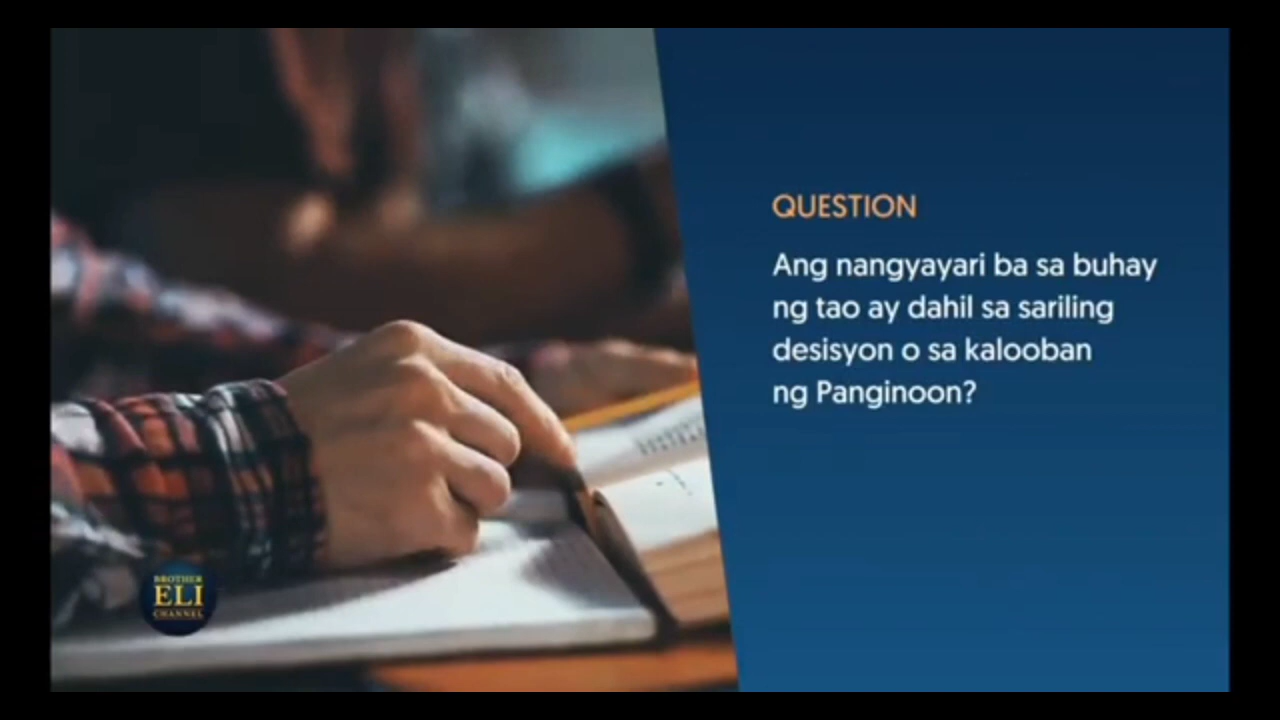 QUESTION
Ang nangyayari ba sa buhay
ng tao ay dahil sa sariling
desisyon o sa kalooban
ng Panginoon?
BROTHER
ELI
CHANNEL